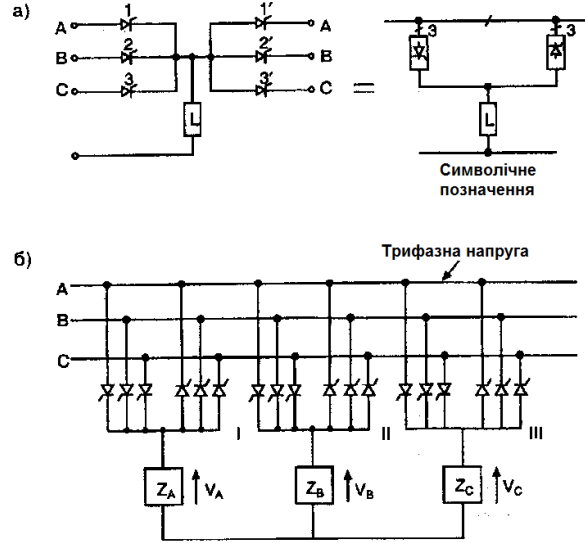 а)
1 1′
A A
2 2′
B B
3 3′
C C
L
=
3 3
L
Символічне
позначення
б)
Трифазна напруга
A
B
C
I II III
ZA VA ZB VB ZC VC